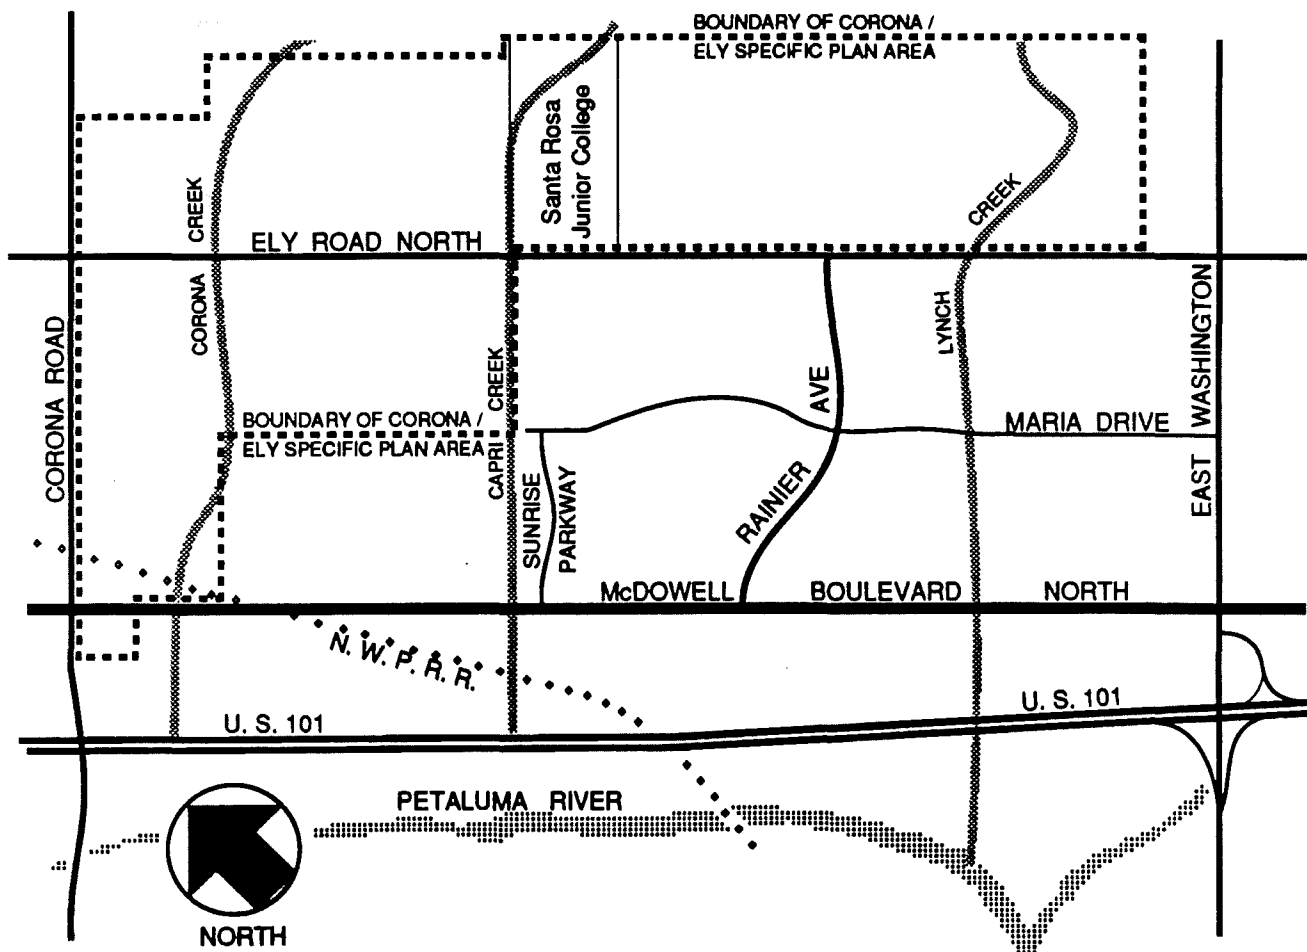 BOUNDARY OF CORONA /
ELY SPECIFIC PLAN AREA
Santa Rosa
Junior College
CREEK
CREEK
ELY ROAD NORTH
CORONA
LYNCH
EAST WASHINGTON
CORONA ROAD
CREEK
AVE
BOUNDARY OF CORONA /
ELY SPECIFIC PLAN AREA
MARIA DRIVE
CAPRI
SUNRISE
PARKWAY
RAINIER
McDOWELL BOULEVARD NORTH
N. W. P. R. R.
U. S. 101
U. S. 101
PETALUMA RIVER
NORTH